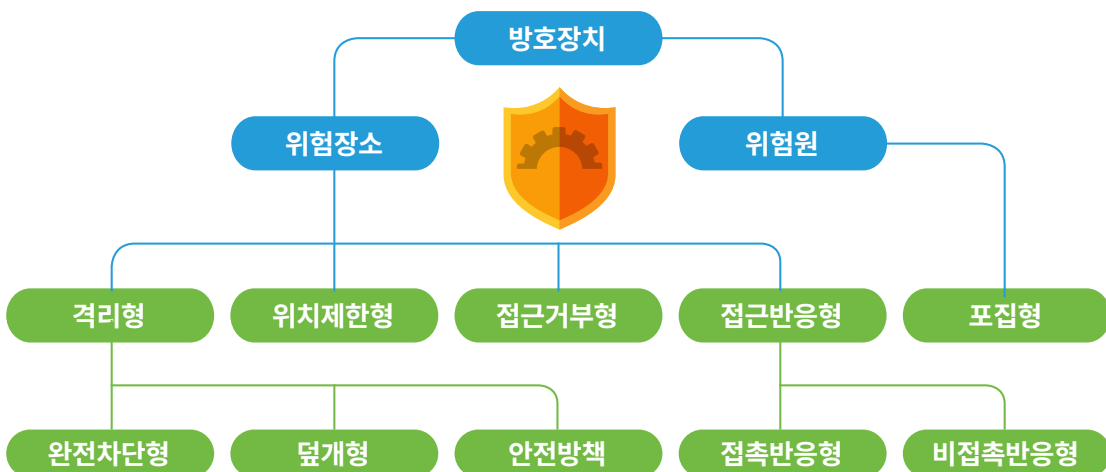 방호장치
위험장소
위험원
격리형
위치제한형
접근거부형
접근반응형
포집형
완전차단형
덮개형
안전방책
접촉반응형
비접촉반응형